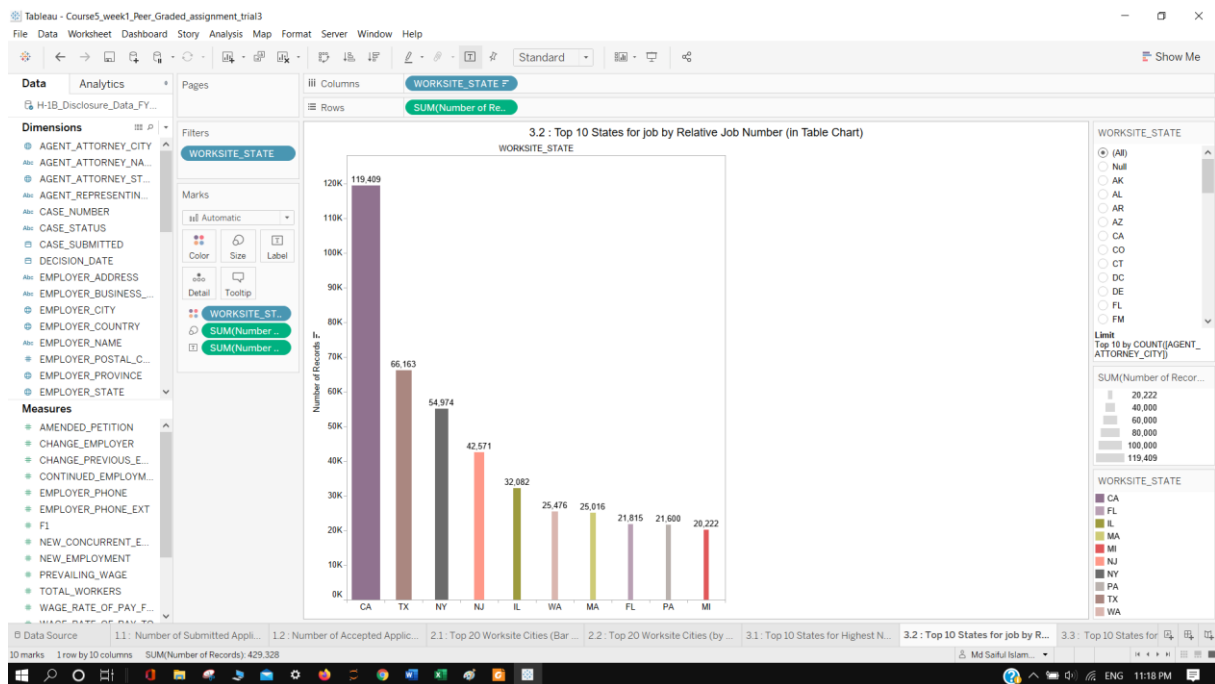 Tableau - Course5_week1_Peer_Graded_assignment_trial3
File Data Worksheet Dashboard Story Analysis Map Format Server Window Help
Standard
Show Me
Data Analytics
H-1B_Disclosure_Data_FY...
Dimensions
AGENT_ATTORNEY_CITY
Abc AGENT_ATTORNEY_NA...
AGENT_ATTORNEY_ST...
Abc AGENT_REPRESENTIN...
Abc CASE_NUMBER
Abc CASE_STATUS
CASE_SUBMITTED
DECISION_DATE
Abc EMPLOYER_ADDRESS
Abc EMPLOYER_BUSINESS_...
EMPLOYER_CITY
EMPLOYER_COUNTRY
Abc EMPLOYER_NAME
# EMPLOYER_POSTAL_C...
EMPLOYER_PROVINCE
EMPLOYER_STATE
Measures
# AMENDED_PETITION
# CHANGE_EMPLOYER
# CHANGE_PREVIOUS_E...
# CONTINUED_EMPLOYM...
# EMPLOYER_PHONE
# EMPLOYER_PHONE_EXT
# F1
# NEW_CONCURRENT_E...
# NEW_EMPLOYMENT
# PREVAILING_WAGE
# TOTAL_WORKERS
# WAGE_RATE_OF_PAY_F...
# WAGE_RATE_OF_PAY_TO
Pages
Filters
WORKSITE_STATE
Marks
Automatic
Color Size Label
Detail Tooltip
WORKSITE_ST..
SUM(Number ..
SUM(Number ..
Columns WORKSITE_STATE
Rows SUM(Number of Re..
3.2 : Top 10 States for job by Relative Job Number (in Table Chart)
WORKSITE_STATE
Number of Records
120K
110K
100K
90K
80K
70K
60K
50K
40K
30K
20K
10K
0K
119,409
66,163
54,974
42,571
32,082
25,476
25,016
21,815
21,600
20,222
CA TX NY NJ IL WA MA FL PA MI
WORKSITE_STATE
(All)
Null
AK
AL
AR
AZ
CA
CO
CT
DC
DE
FL
FM
Limit
Top 10 by COUNT([AGENT_
ATTORNEY_CITY])
SUM(Number of Recor...
20,222
40,000
60,000
80,000
100,000
119,409
WORKSITE_STATE
CA
FL
IL
MA
MI
NJ
NY
PA
TX
WA
Data Source 1.1 : Number of Submitted Appli... 1.2 : Number of Accepted Applic... 2.1 : Top 20 Worksite Cities (Bar ... 2.2 : Top 20 Worksite Cities (by ... 3.1 : Top 10 States for Highest N... 3.2 : Top 10 States for job by R... 3.3 : Top 10 States for
10 marks 1 row by 10 columns SUM(Number of Records): 429.328 Md Saiful Islam...
ENG 11:18 PM